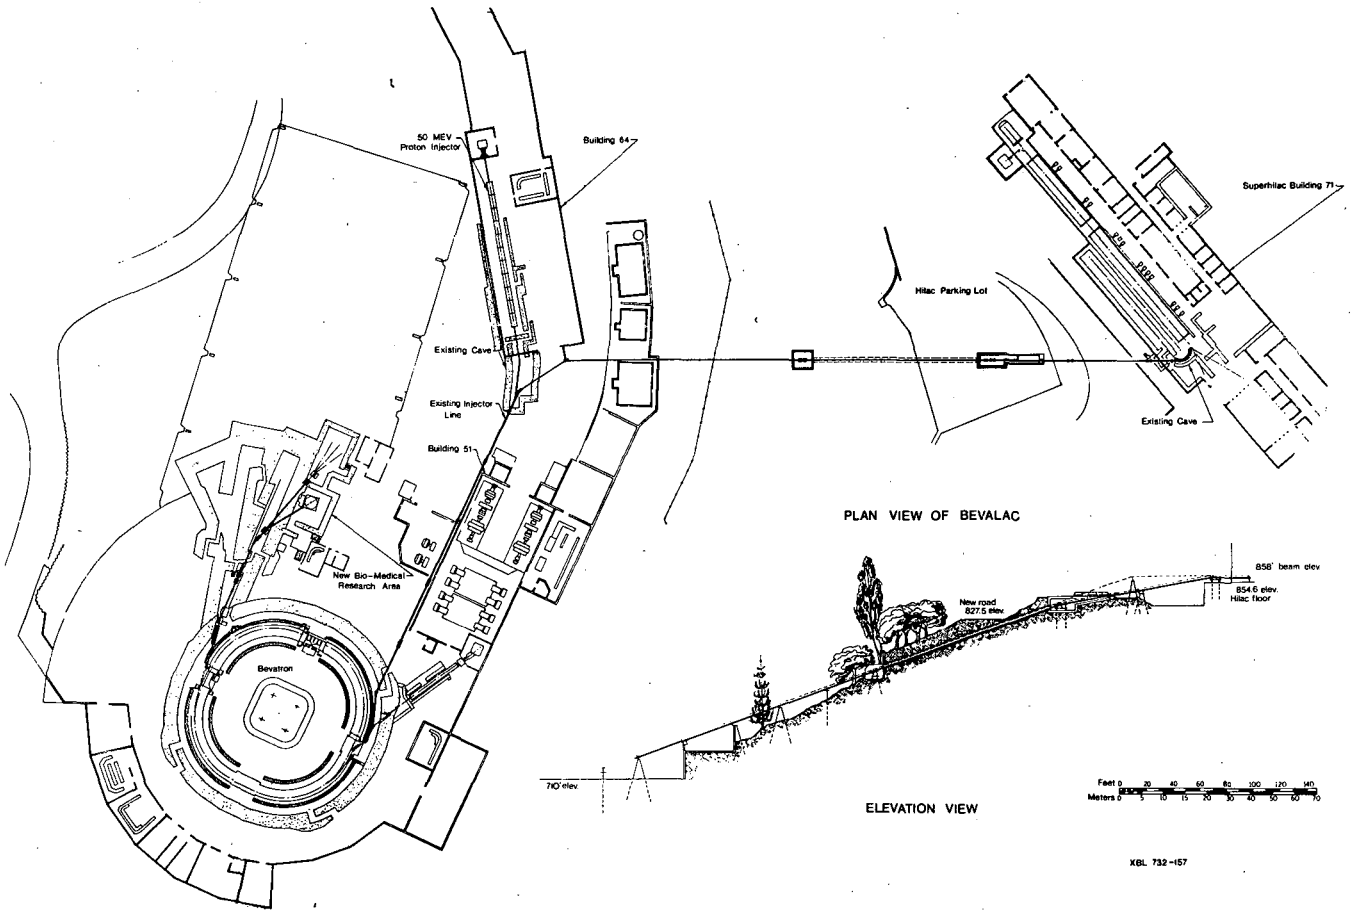 50 MEV
Proton Injector
Building 64
Superhilac Building 71
Hilac Parking Lot
Existing Cave
Existing Injector
Line
Existing Cave
Building 51
PLAN VIEW OF BEVALAC
New Bio-Medical
Research Area
858' beam elev.
854.6 elev.
Hilac floor
New road
827.5 elev.
Bevatron
710' elev.
Feet 0 20 40 60 80 100 120 140
Meters 0 5 10 15 20 30 40 50 60 70
ELEVATION VIEW
XBL 732-157